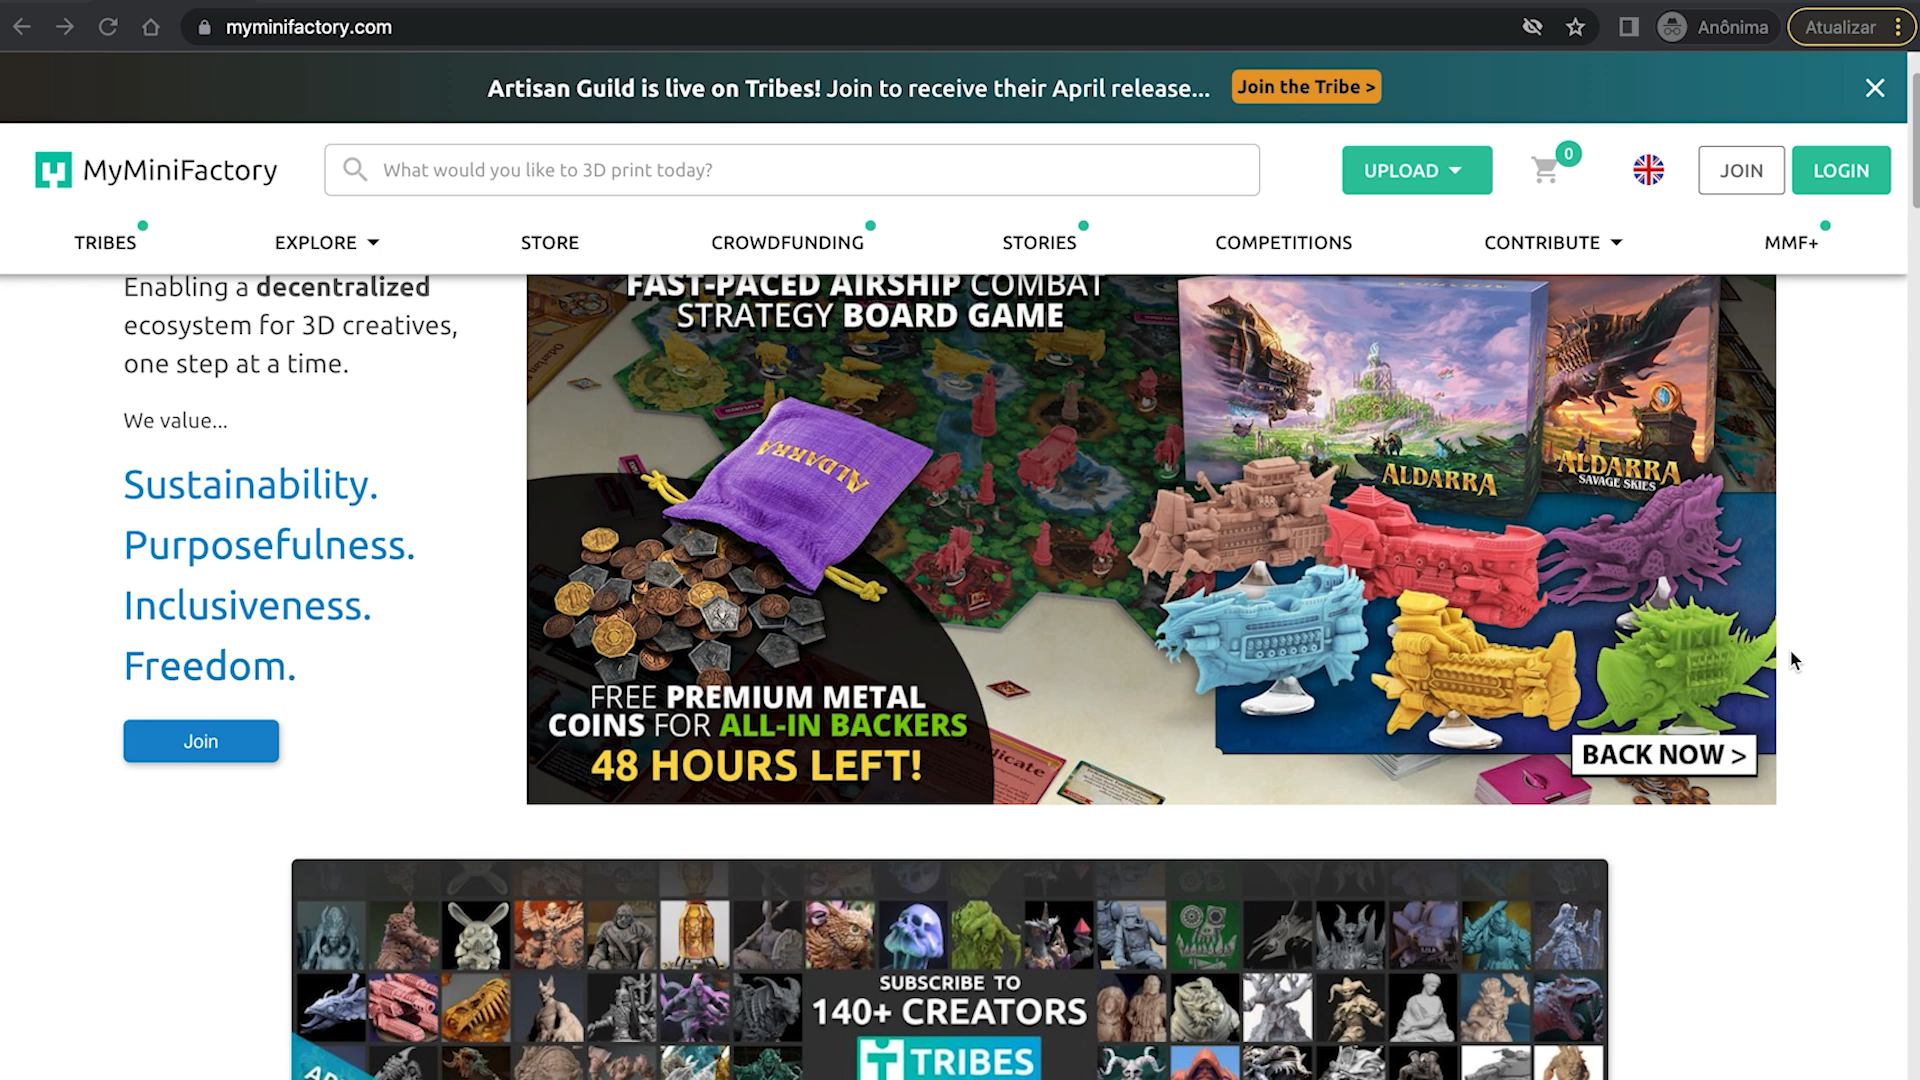 myminifactory.com
Anônima
Atualizar
Artisan Guild is live on Tribes! Join to receive their April release...
Join the Tribe >
MyMiniFactory
What would you like to 3D print today?
UPLOAD
0
JOIN
LOGIN
TRIBES
EXPLORE
STORE
CROWDFUNDING
STORIES
COMPETITIONS
CONTRIBUTE
MMF+
Enabling a decentralized
ecosystem for 3D creatives,
one step at a time.
We value...
Sustainability.
Purposefulness.
Inclusiveness.
Freedom.
Join
FAST-PACED AIRSHIP COMBAT
STRATEGY BOARD GAME
ALDARRA
ALDARRA
ALDARRA
SAVAGE SKIES
FREE PREMIUM METAL
COINS FOR ALL-IN BACKERS
48 HOURS LEFT!
BACK NOW >
SUBSCRIBE TO
140+ CREATORS
TRIBES